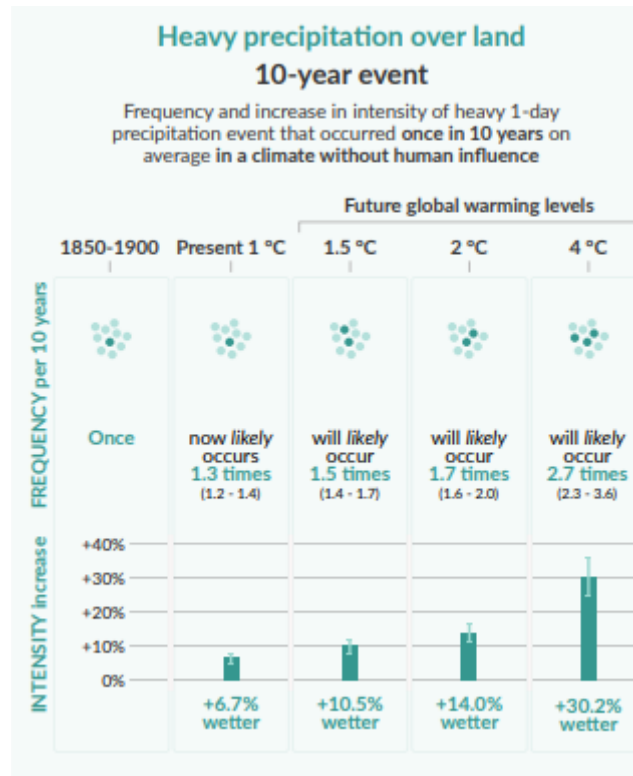 Heavy precipitation over land
10-year event
Frequency and increase in intensity of heavy 1-day
precipitation event that occurred once in 10 years on
average in a climate without human influence
Future global warming levels
1850-1900 Present 1 °C 1.5 °C 2 °C 4 °C
FREQUENCY per 10 years
Once now likely will likely will likely will likely
occurs occur occur occur
1.3 times 1.5 times 1.7 times 2.7 times
(1.2 - 1.4) (1.4 - 1.7) (1.6 - 2.0) (2.3 - 3.6)
INTENSITY increase
+40%
+30%
+20%
+10%
0%
+6.7% +10.5% +14.0% +30.2%
wetter wetter wetter wetter